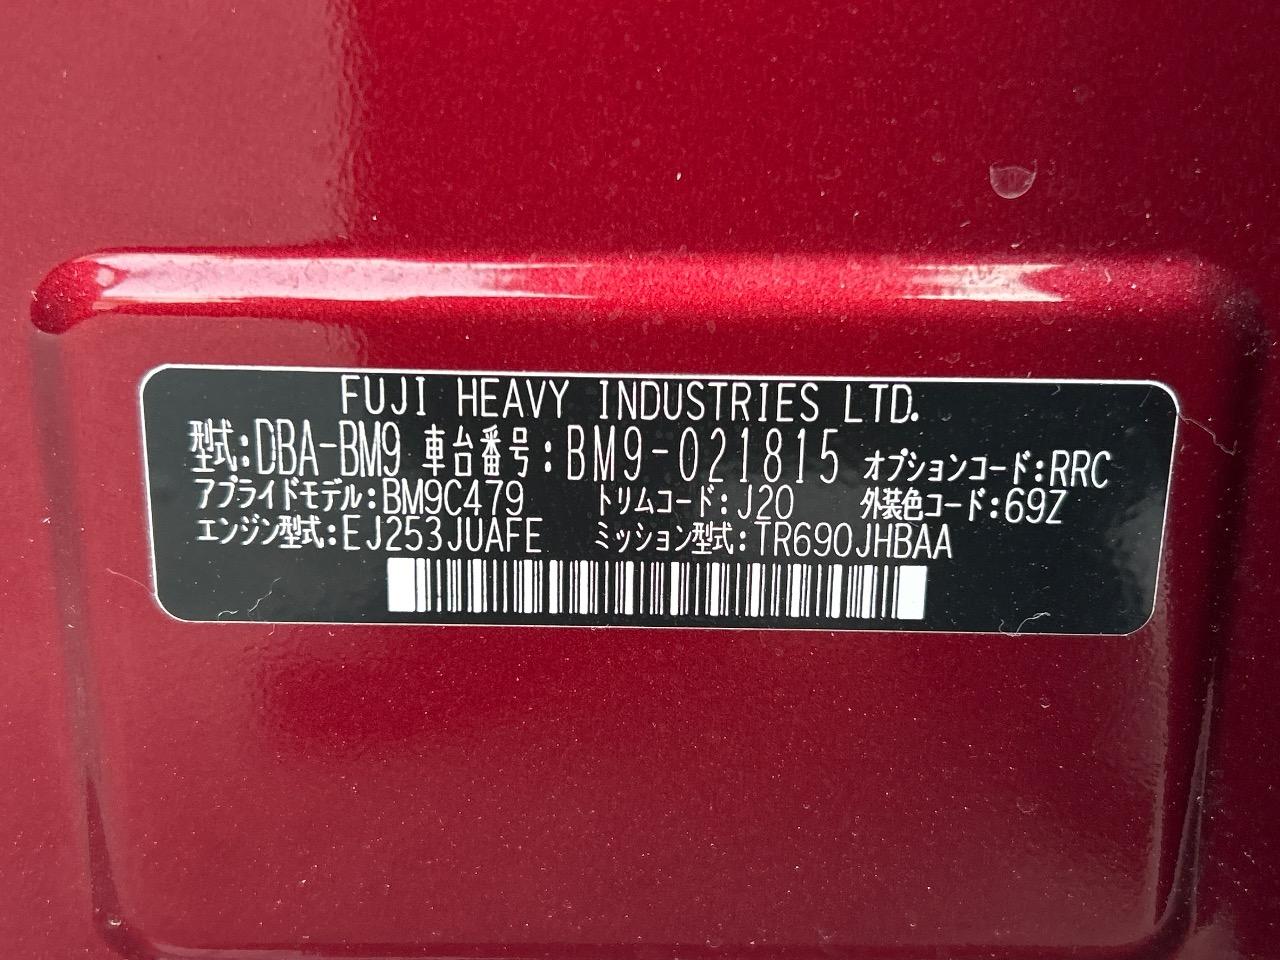 FUJI HEAVY INDUSTRIES LTD.
型式:DBA-BM9 車台番号:BM9-021815 オプションコード:RRC
アプライドモデル:BM9C479 トリムコード:J20 外装色コード:69Z
エンジン型式:EJ253JUAFE ミッション型式:TR690JHBAA